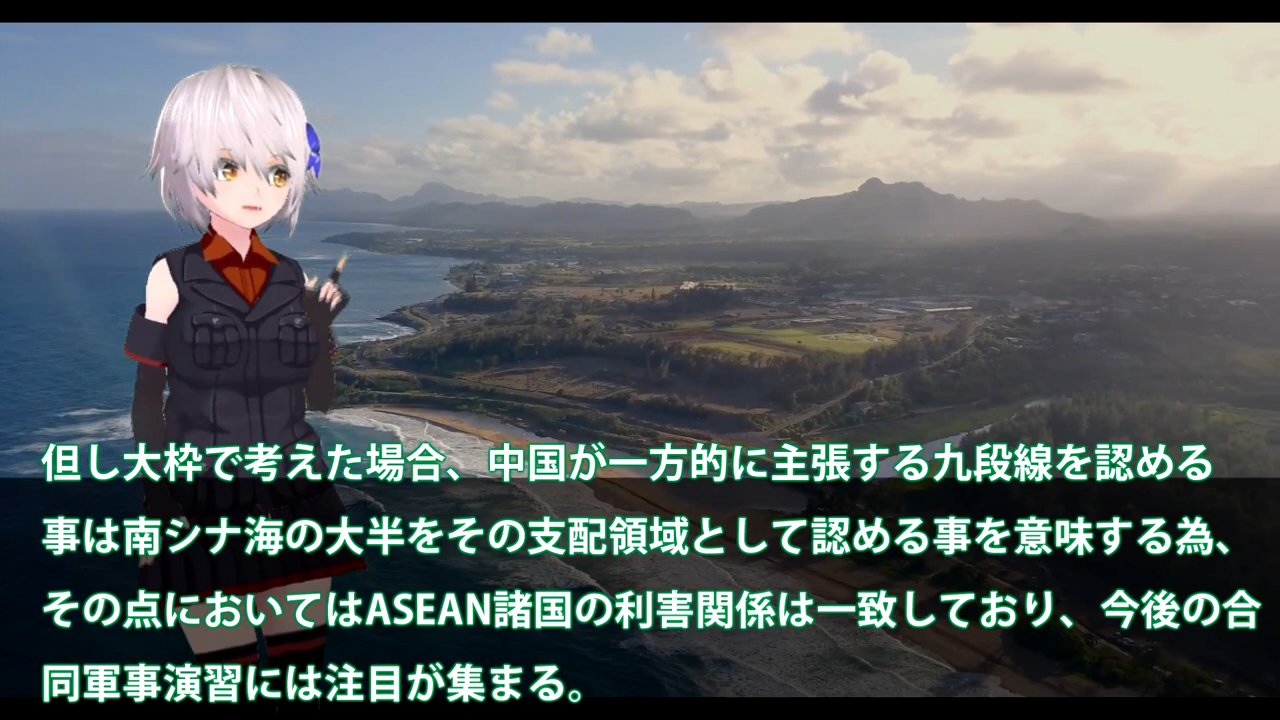 但し大枠で考えた場合、中国が一方的に主張する九段線を認める
事は南シナ海の大半をその支配領域として認める事を意味する為、
その点においてはASEAN諸国の利害関係は一致しており、今後の合
同軍事演習には注目が集まる。